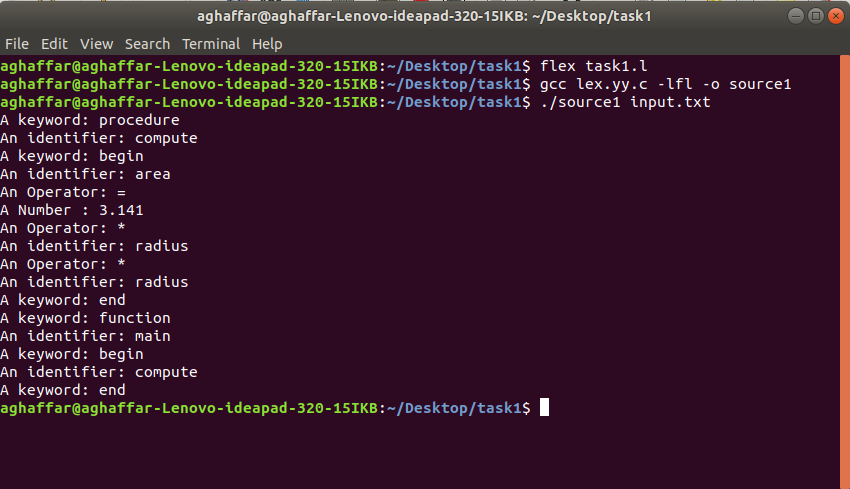 aghaffar@aghaffar-Lenovo-ideapad-320-15IKB: ~/Desktop/task1
File Edit View Search Terminal Help
aghaffar@aghaffar-Lenovo-ideapad-320-15IKB:~/Desktop/task1$ flex task1.l
aghaffar@aghaffar-Lenovo-ideapad-320-15IKB:~/Desktop/task1$ gcc lex.yy.c -lfl -o source1
aghaffar@aghaffar-Lenovo-ideapad-320-15IKB:~/Desktop/task1$ ./source1 input.txt
A keyword: procedure
An identifier: compute
A keyword: begin
An identifier: area
An Operator: =
A Number : 3.141
An Operator: *
An identifier: radius
An Operator: *
An identifier: radius
A keyword: end
A keyword: function
An identifier: main
A keyword: begin
An identifier: compute
A keyword: end
aghaffar@aghaffar-Lenovo-ideapad-320-15IKB:~/Desktop/task1$